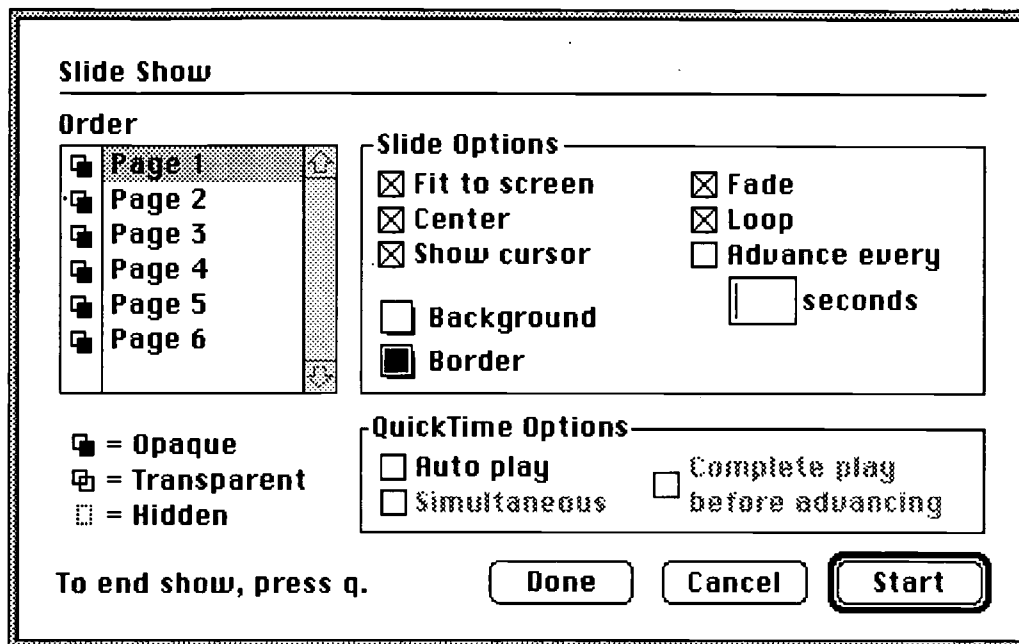 Slide Show
Order
Page 1
Page 2
Page 3
Page 4
Page 5
Page 6
= Opaque
= Transparent
= Hidden
Slide Options
Fit to screen
Center
Show cursor
Background
Border
Fade
Loop
Advance every
seconds
QuickTime Options
Auto play
Simultaneous
Complete play
before advancing
To end show, press q.
Done
Cancel
Start